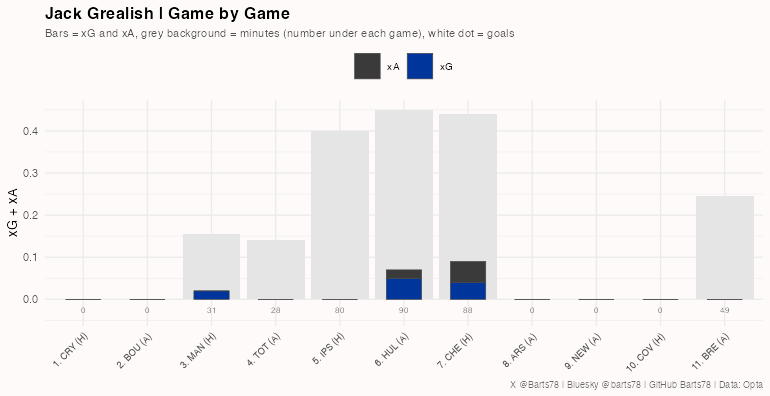 Jack Grealish | Game by Game
Bars = xG and xA, grey background = minutes (number under each game), white dot = goals
xA xG
xG + xA
0.4
0.3
0.2
0.1
0.0
0 0 31 28 80 90 88 0 0 0 49
1. CRY (H) 2. BOU (A) 3. MAN (H) 4. TOT (A) 5. IPS (H) 6. HUL (A) 7. CHE (H) 8. ARS (A) 9. NEW (A) 10. COV (H) 11. BRE (A)
X @Barts78 | Bluesky @barts78 | GitHub Barts78 | Data: Opta